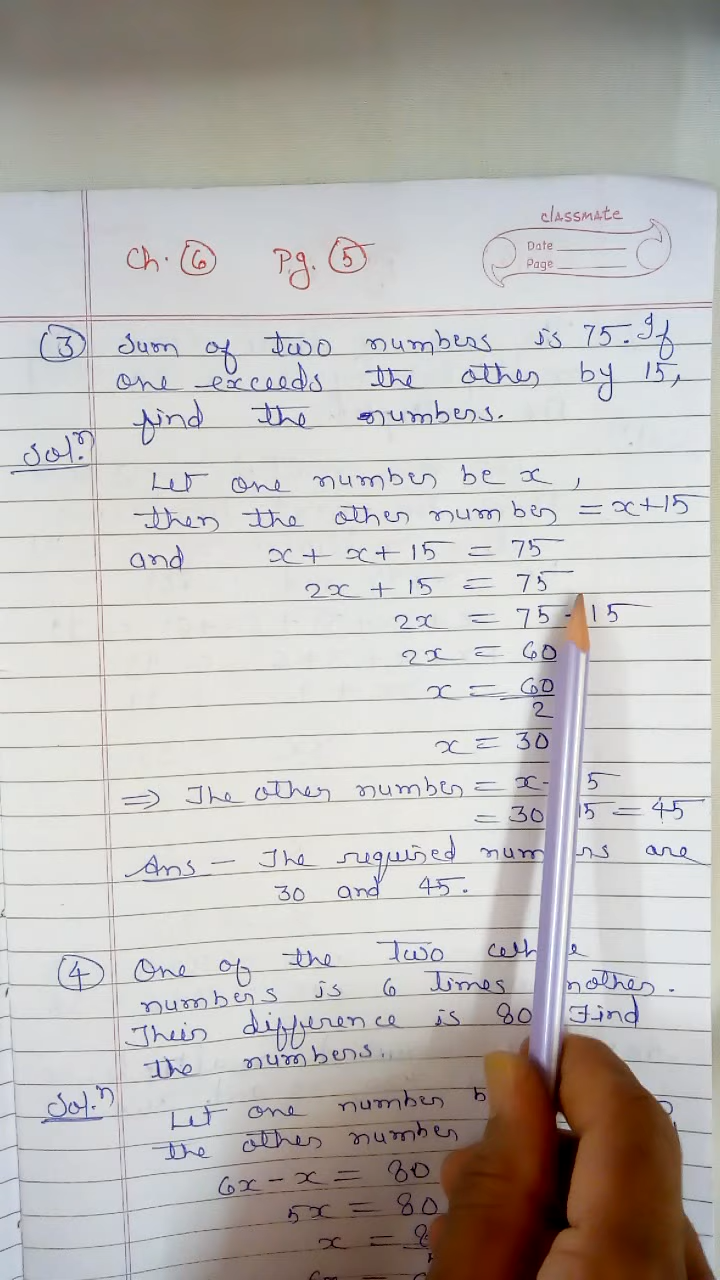 classmate
Date
Page
Ch. 6 Pg. 5
(3) Sum of two numbers is 75. If
one exceeds the other by 15,
find the numbers.
Sol.n
Let one number be x,
then the other number = x+15
and x + x + 15 = 75
2x + 15 = 75
2x = 75 - 15
2x = 60
x = 60
2
x = 30
⇒ The other number = x 5
= 30 15 = 45
Ans - The required are
30 and 45.
(4) One of the two
numbers is 6 times
Their difference is 80 Find
the numbers.
Sol.n
Let one number
the other number
6x - x = 80
5x = 80
x =